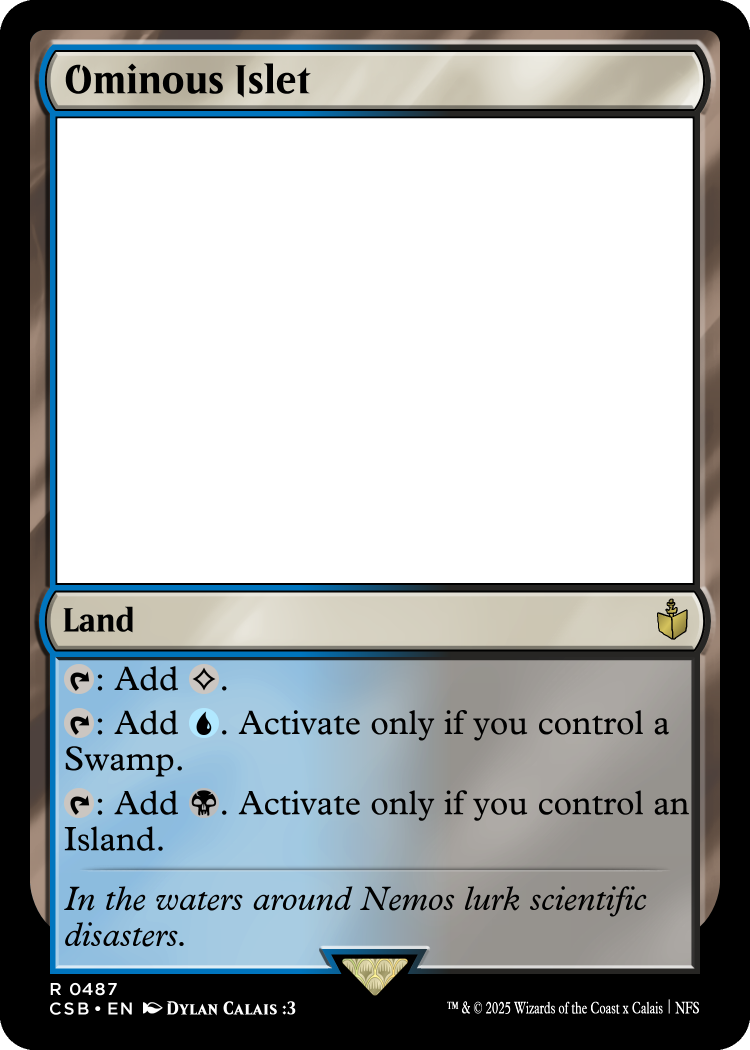 Ominous Islet
Land
: Add .
: Add . Activate only if you control a
Swamp.
: Add . Activate only if you control an
Island.
In the waters around Nemos lurk scientific
disasters.
R 0487
CSB • EN Dylan Calais :3
™ & © 2025 Wizards of the Coast x Calais | NFS